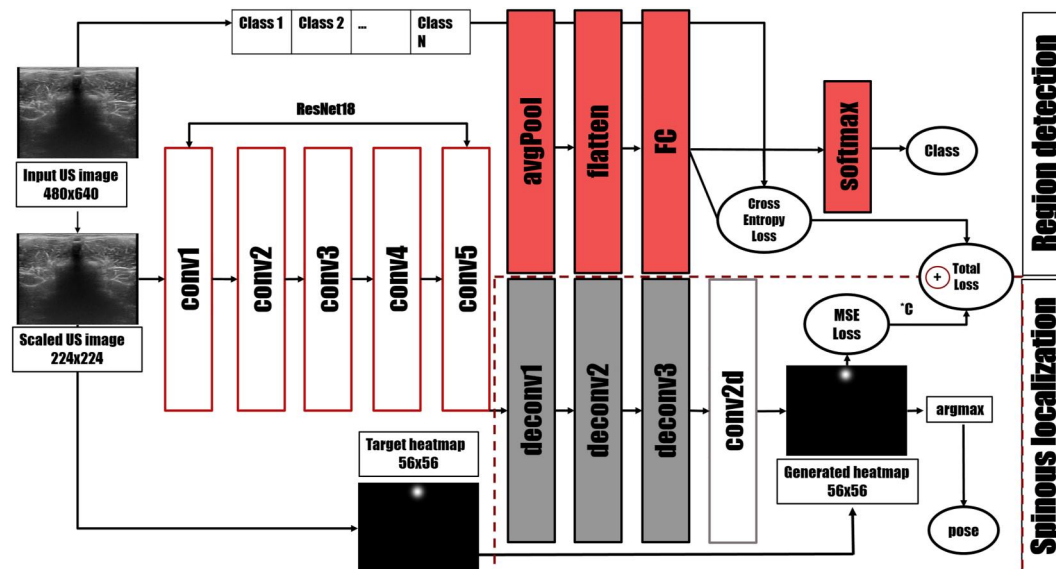 Class 1
Class 2
...
Class
N
ResNet18
Input US image
480x640
Scaled US image
224x224
conv1
conv2
conv3
conv4
conv5
avgPool
flatten
FC
softmax
Class
Cross
Entropy
Loss
+
Total
Loss
Region detection
deconv1
deconv2
deconv3
conv2d
MSE
Loss
*C
Target heatmap
56x56
Generated heatmap
56x56
argmax
pose
Spinous localization